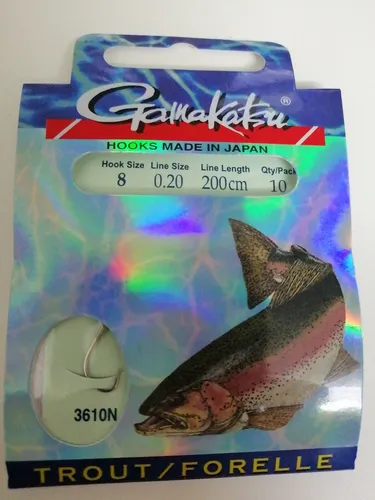 Gamakatsu®
HOOKS MADE IN JAPAN
Hook Size Line Size Line Length Qty/Pack
8 0.20 200cm 10
3610N
TROUT/FORELLE